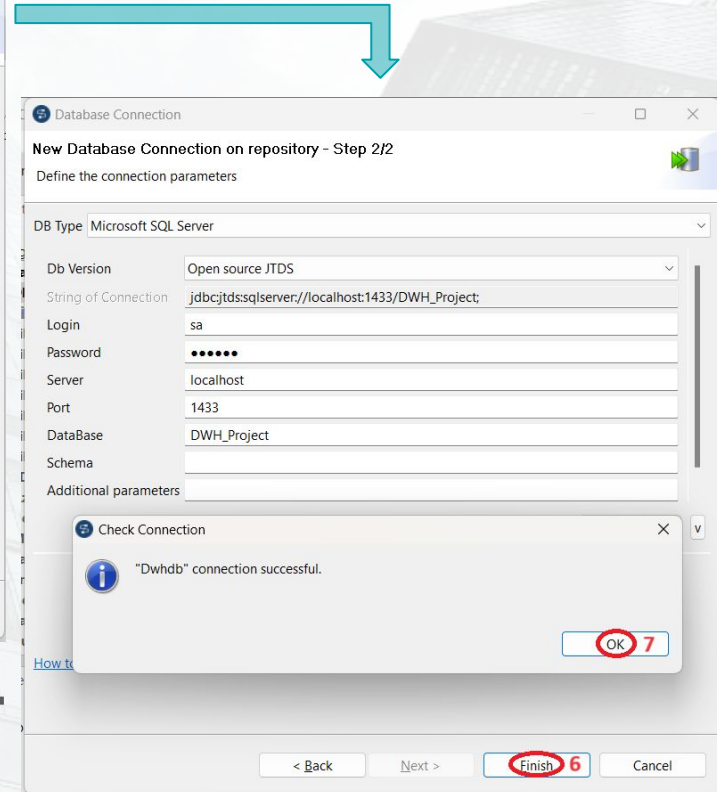 Database Connection
New Database Connection on repository - Step 2/2
Define the connection parameters
DB Type Microsoft SQL Server
Db Version Open source JTDS
String of Connection jdbc:jtds:sqlserver://localhost:1433/DWH_Project;
Login sa
Password ●●●●●●
Server localhost
Port 1433
DataBase DWH_Project
Schema
Additional parameters
Check Connection
v
"Dwhdb" connection successful.
OK 7
How to
< Back Next > Finish 6 Cancel